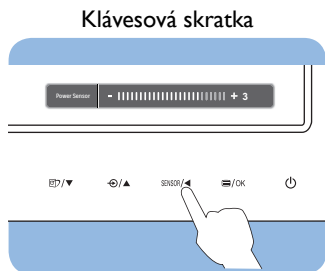 Klávesová skratka
Power Sensor - + 3
/▼ /▲ SENSOR/◄ /OK